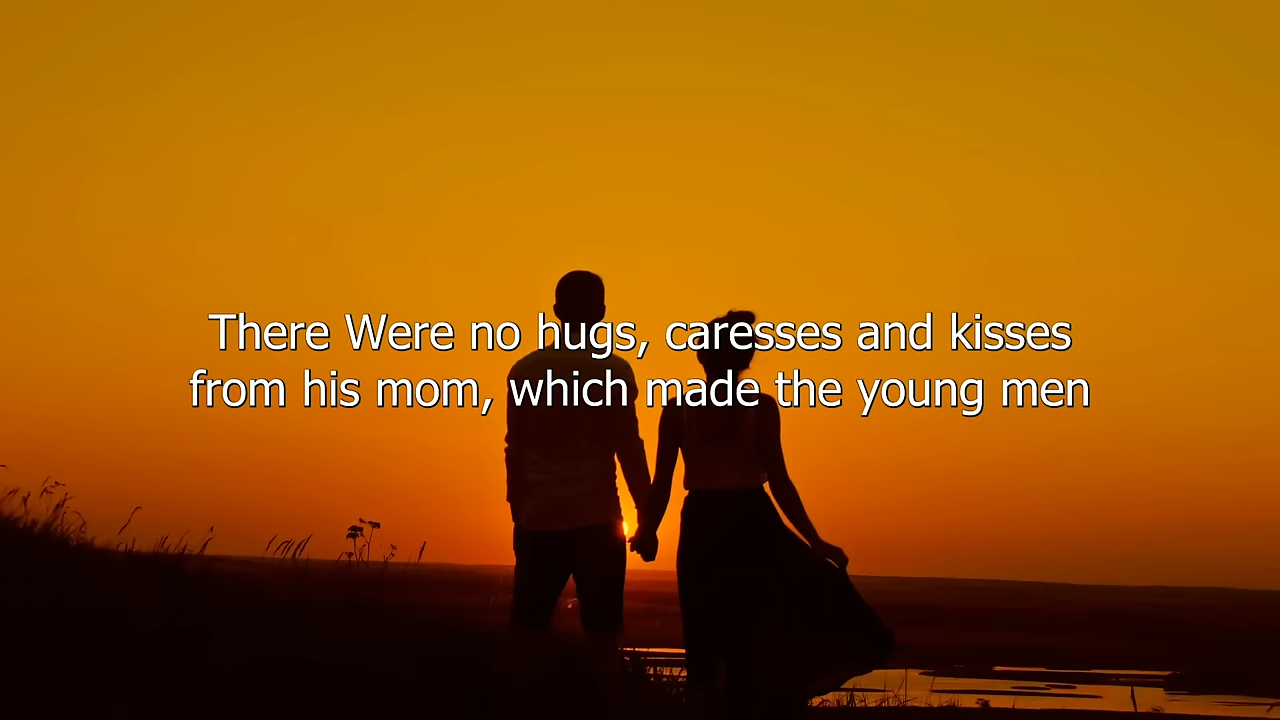 There Were no hugs, caresses and kisses
from his mom, which made the young men